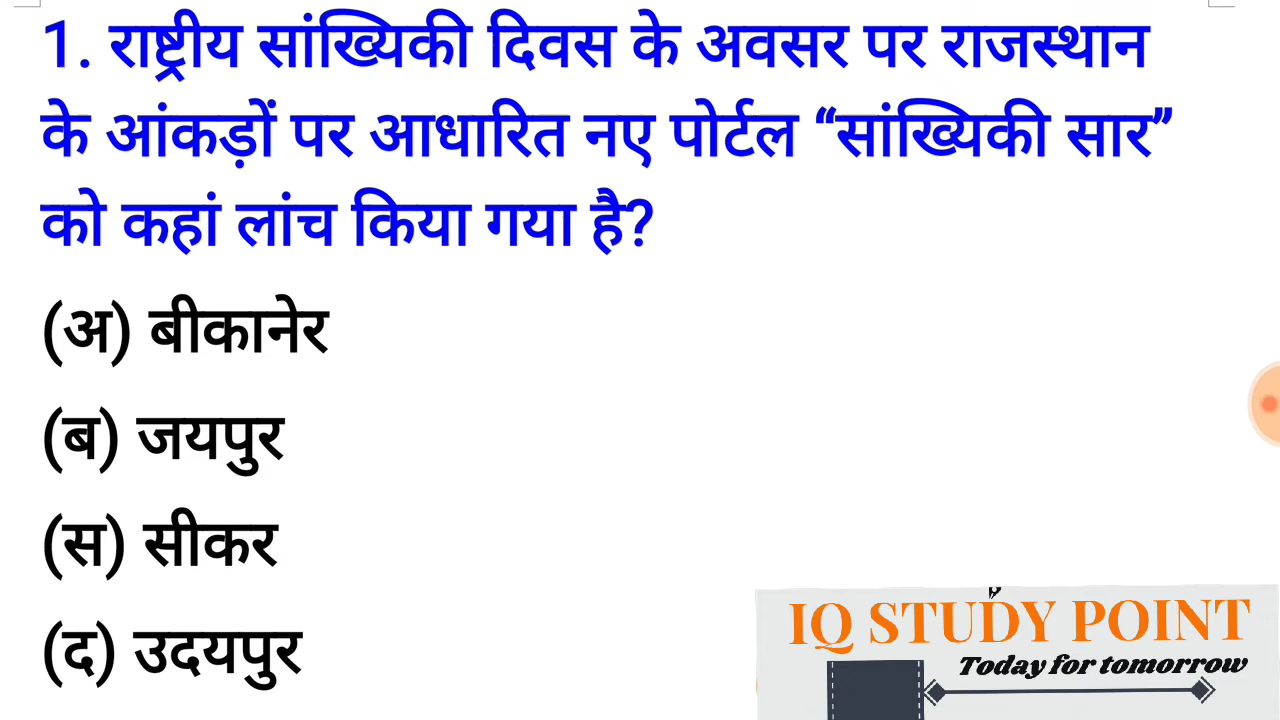 1. राष्ट्रीय सांख्यिकी दिवस के अवसर पर राजस्थान
के आंकड़ों पर आधारित नए पोर्टल “सांख्यिकी सार”
को कहां लांच किया गया है?
(अ) बीकानेर
(ब) जयपुर
(स) सीकर
(द) उदयपुर
IQ STUDY POINT
Today for tomorrow